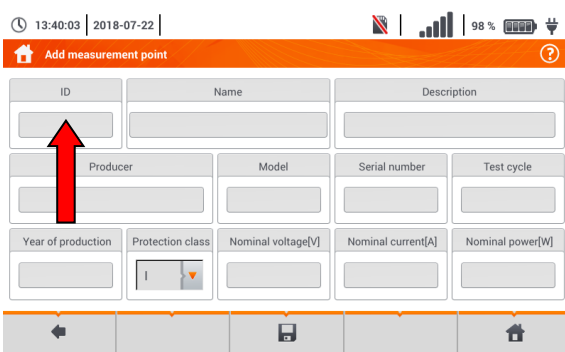 13:40:03 2018-07-22 98 %
Add measurement point ?
ID Name Description
Producer Model Serial number Test cycle
Year of production Protection class Nominal voltage[V] Nominal current[A] Nominal power[W]
I